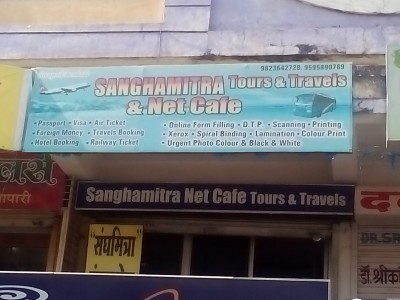 9823642728, 9595890789
SANGHAMITRA Tours & Travels
& Net Cafe
• Passport • Visa • Air Ticket
• Foreign Money • Travels Booking
• Hotel Booking • Railway Ticket
• Online Form Filling • D.T.P. • Scanning • Printing
• Xerox • Spiral Binding • Lamination • Colour Print
• Urgent Photo Colour & Black & White
Sanghamitra Net Cafe Tours & Travels
संघमित्रा